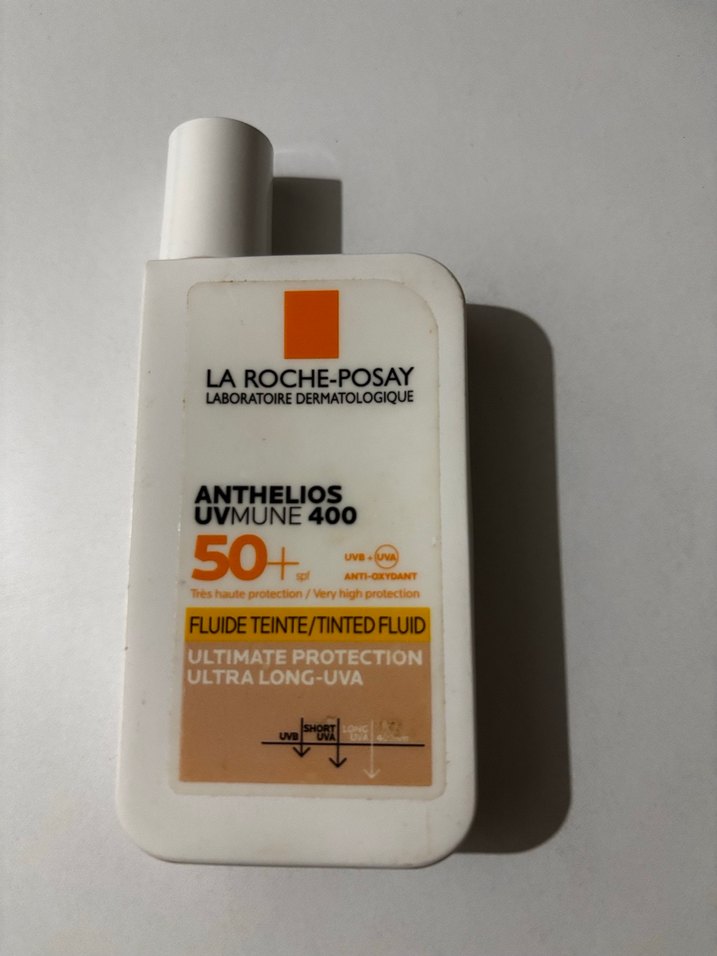 LA ROCHE-POSAY
LABORATOIRE DERMATOLOGIQUE
ANTHELIOS
UVMUNE 400
50+ spf
UVB + UVA
ANTI-OXYDANT
Très haute protection / Very high protection
FLUIDE TEINTE/TINTED FLUID
ULTIMATE PROTECTION
ULTRA LONG-UVA
UVB
SHORT
UVA
LONG
UVA